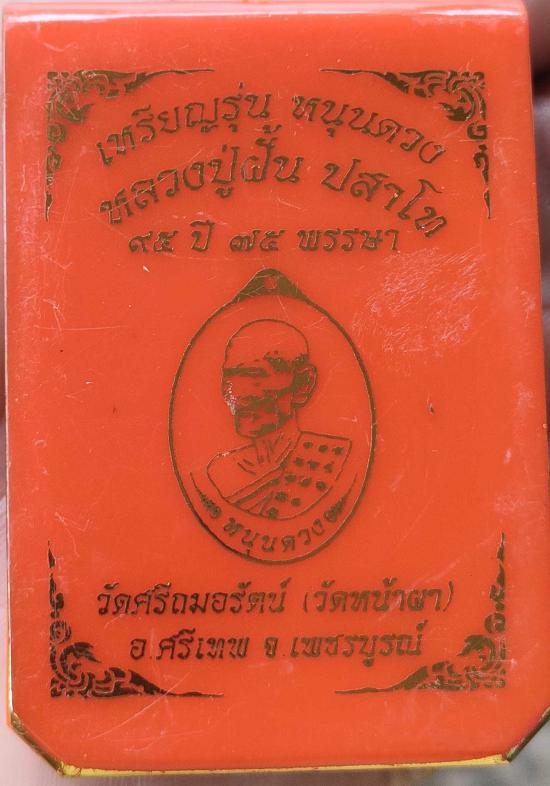 เหรียญรุ่น หนุนดวง
หลวงปู่ฝั้น ปสาโท
๙๕ ปี ๗๕ พรรษา
หนุนดวง
วัดศรีถมอรัตน์ (วัดหน้าผา)
อ.ศรีเทพ จ.เพชรบูรณ์